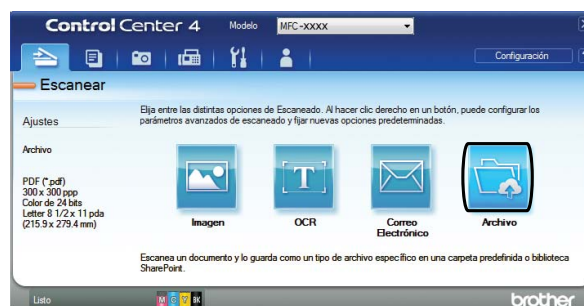 Control Center 4
Modelo
MFC-XXXX
Configuración
Escanear
Ajustes
Archivo
PDF (*.pdf)
300 x 300 ppp
Color de 24 bits
Letter 8 1/2 x 11 pda
(215.9 x 279.4 mm)
Elija entre las distintas opciones de Escaneado. Al hacer clic derecho en un botón, puede configurar los
parámetros avanzados de escaneado y fijar nuevas opciones predeterminadas.
T
Imagen
OCR
Correo
Electrónico
Archivo
Escanea un documento y lo guarda como un tipo de archivo específico en una carpeta predefinida o biblioteca
SharePoint.
Listo
M C Y BK
brother